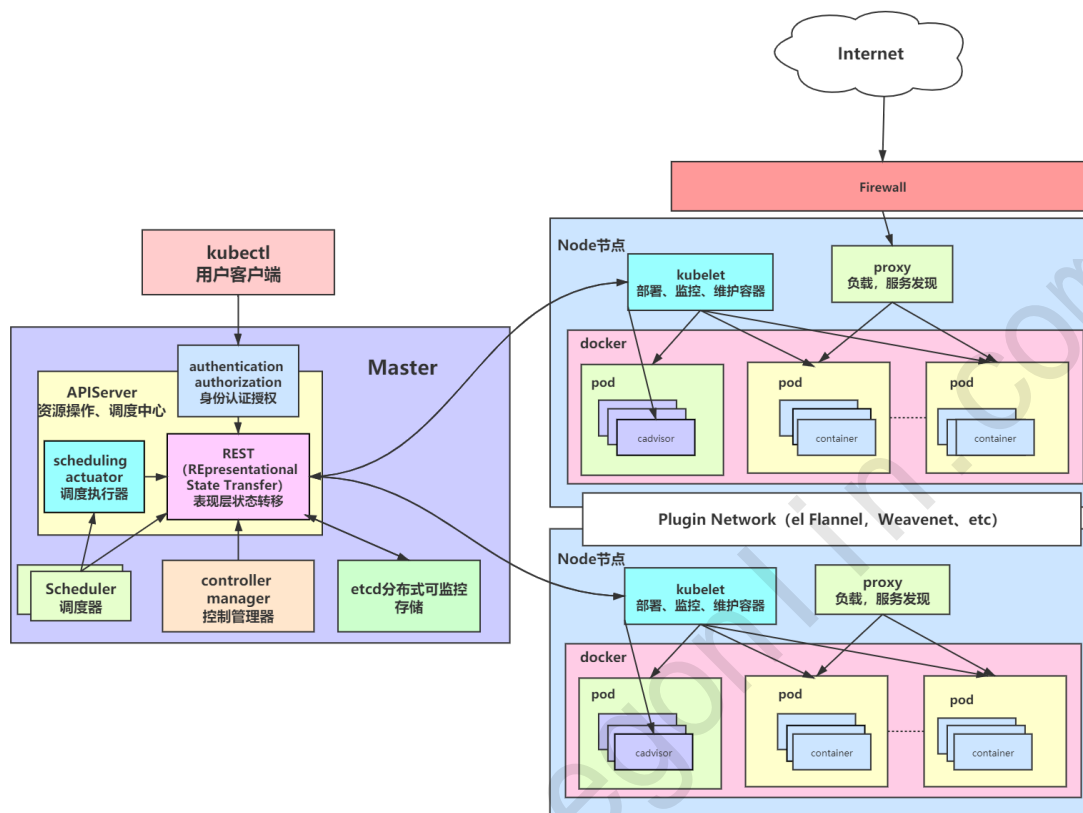 Internet
Firewall
kubectl
用户客户端
Master
authentication
authorization
身份认证授权
APIServer
资源操作、调度中心
REST
(REpresentational
State Transfer)
表现层状态转移
scheduling
actuator
调度执行器
Scheduler
调度器
controller
manager
控制管理器
etcd分布式可监控
存储
Node节点
kubelet
部署、监控、维护容器
proxy
负载，服务发现
docker
pod
cadvisor
pod
container
pod
container
Plugin Network（el Flannel，Weavenet、etc）
Node节点
kubelet
部署、监控、维护容器
proxy
负载，服务发现
docker
pod
cadvisor
pod
container
pod
container
egonlin.com